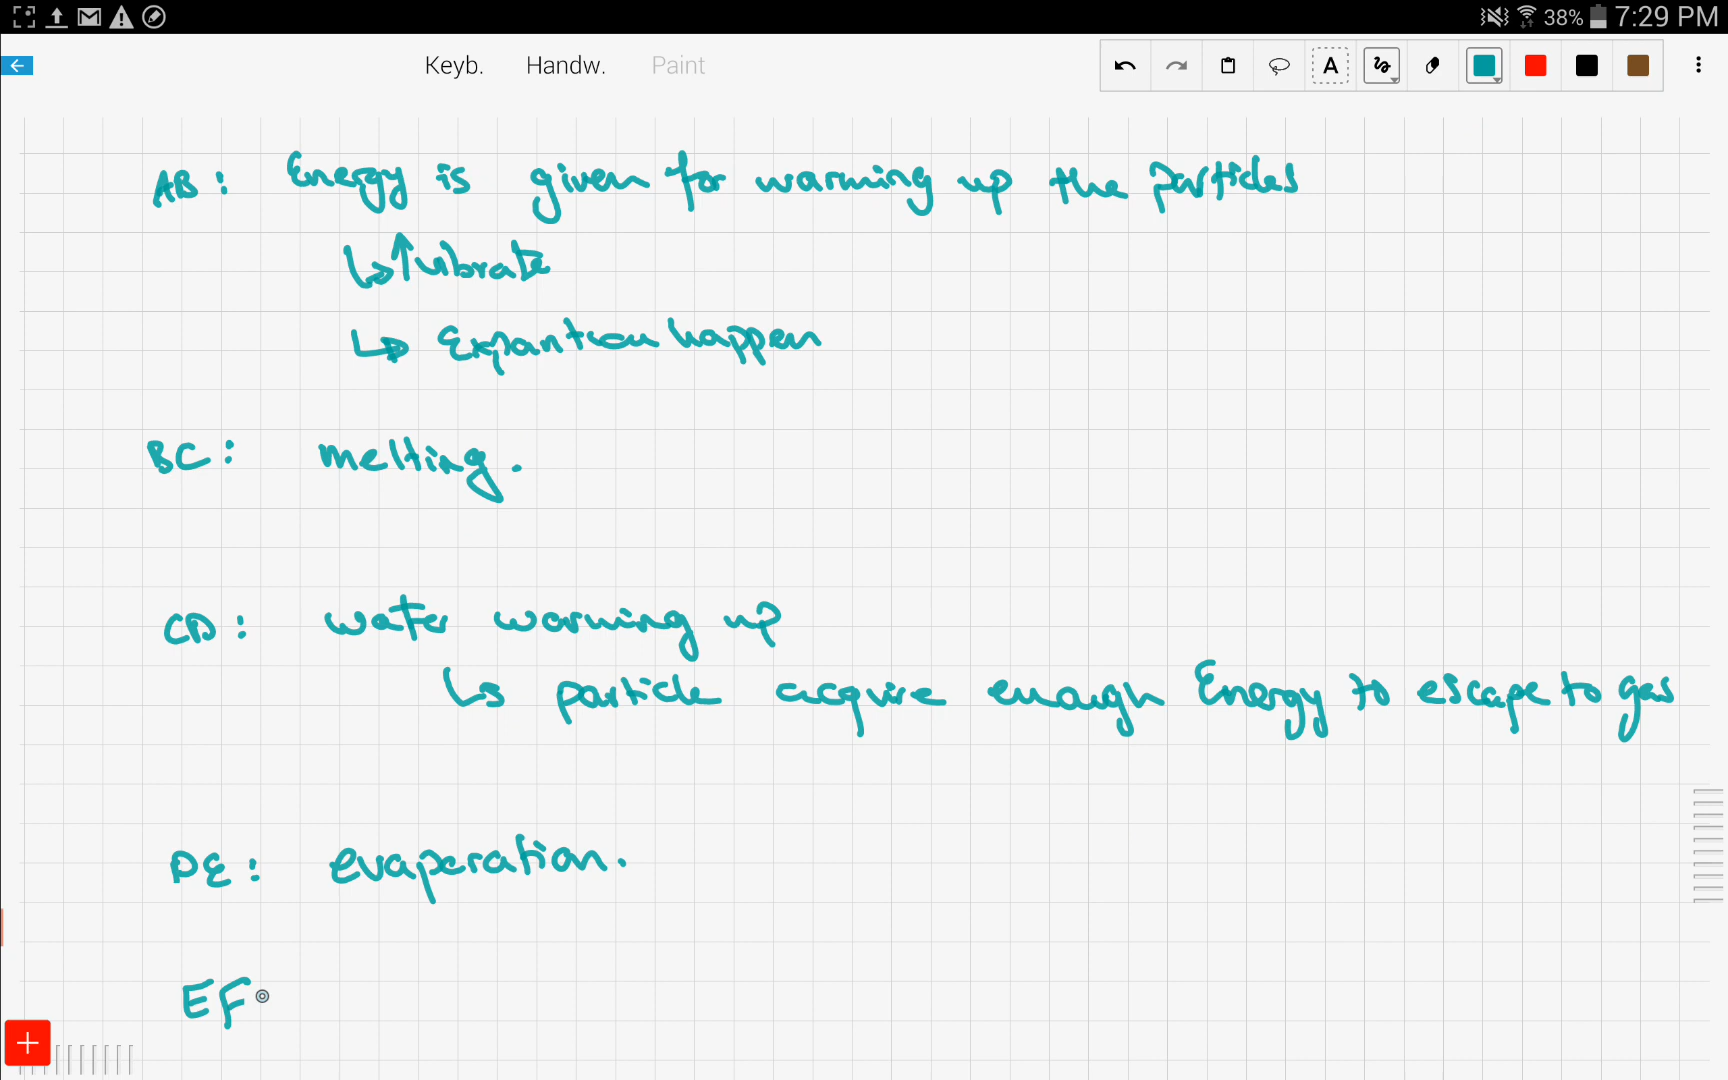 38% 7:29 PM
Keyb. Handw. Paint A
AB: Energy is given for warming up the particles
↳ ↑ vibrate
↳ Expantion happen
BC: melting.
CD: water warming up
↳ particle acquire enough Energy to escape to gas
DE: evaporation.
EF